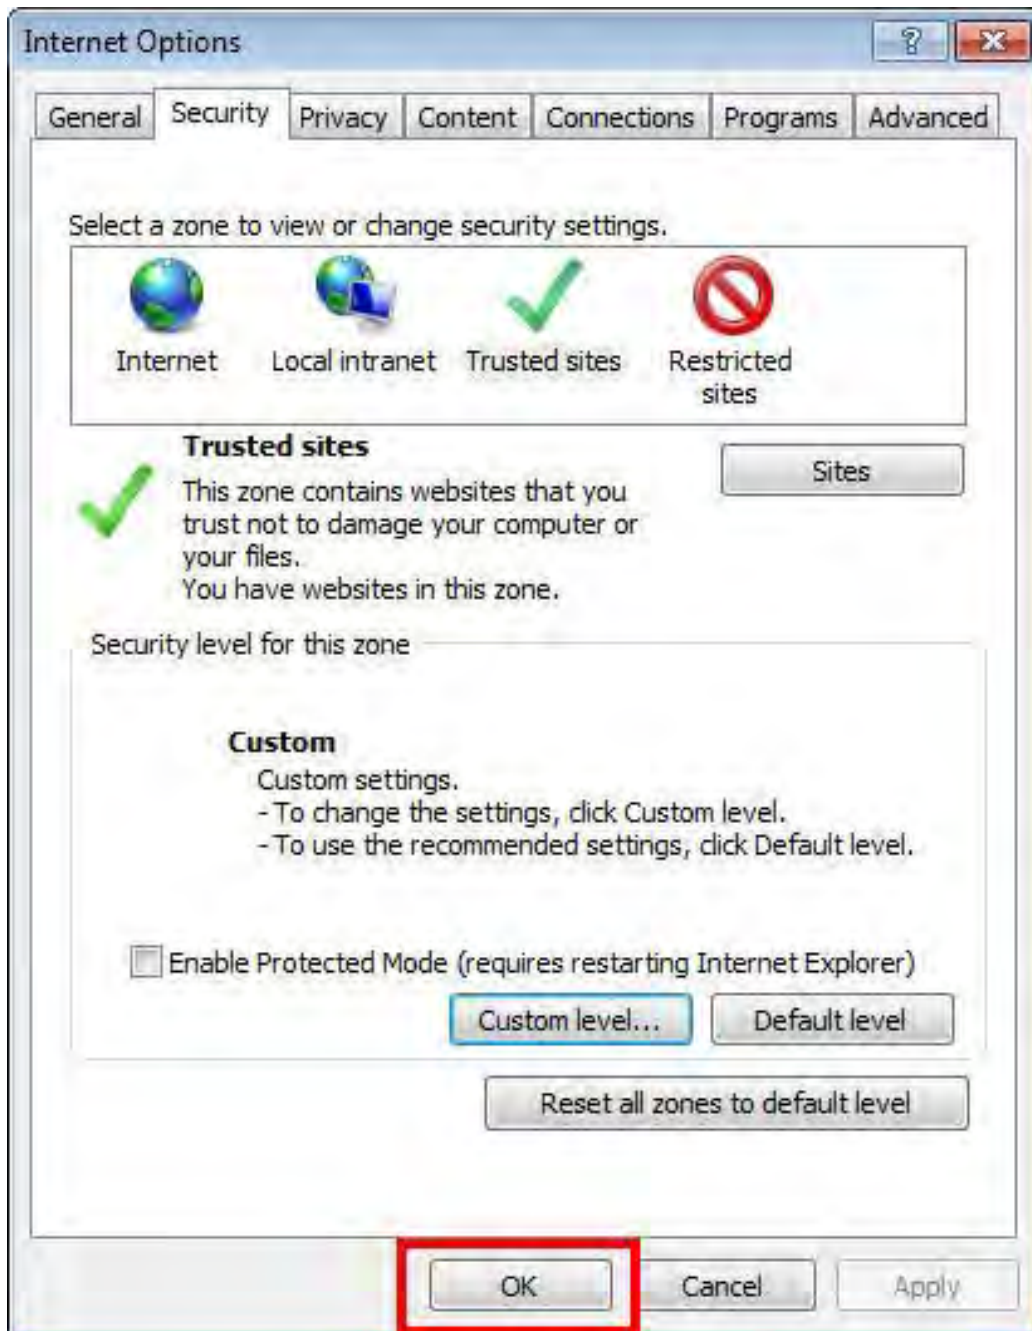 Internet Options
General Security Privacy Content Connections Programs Advanced
Select a zone to view or change security settings.
Internet Local intranet Trusted sites Restricted sites
Trusted sites
Sites
This zone contains websites that you
trust not to damage your computer or
your files.
You have websites in this zone.
Security level for this zone
Custom
Custom settings.
- To change the settings, click Custom level.
- To use the recommended settings, click Default level.
Enable Protected Mode (requires restarting Internet Explorer)
Custom level... Default level
Reset all zones to default level
OK Cancel Apply